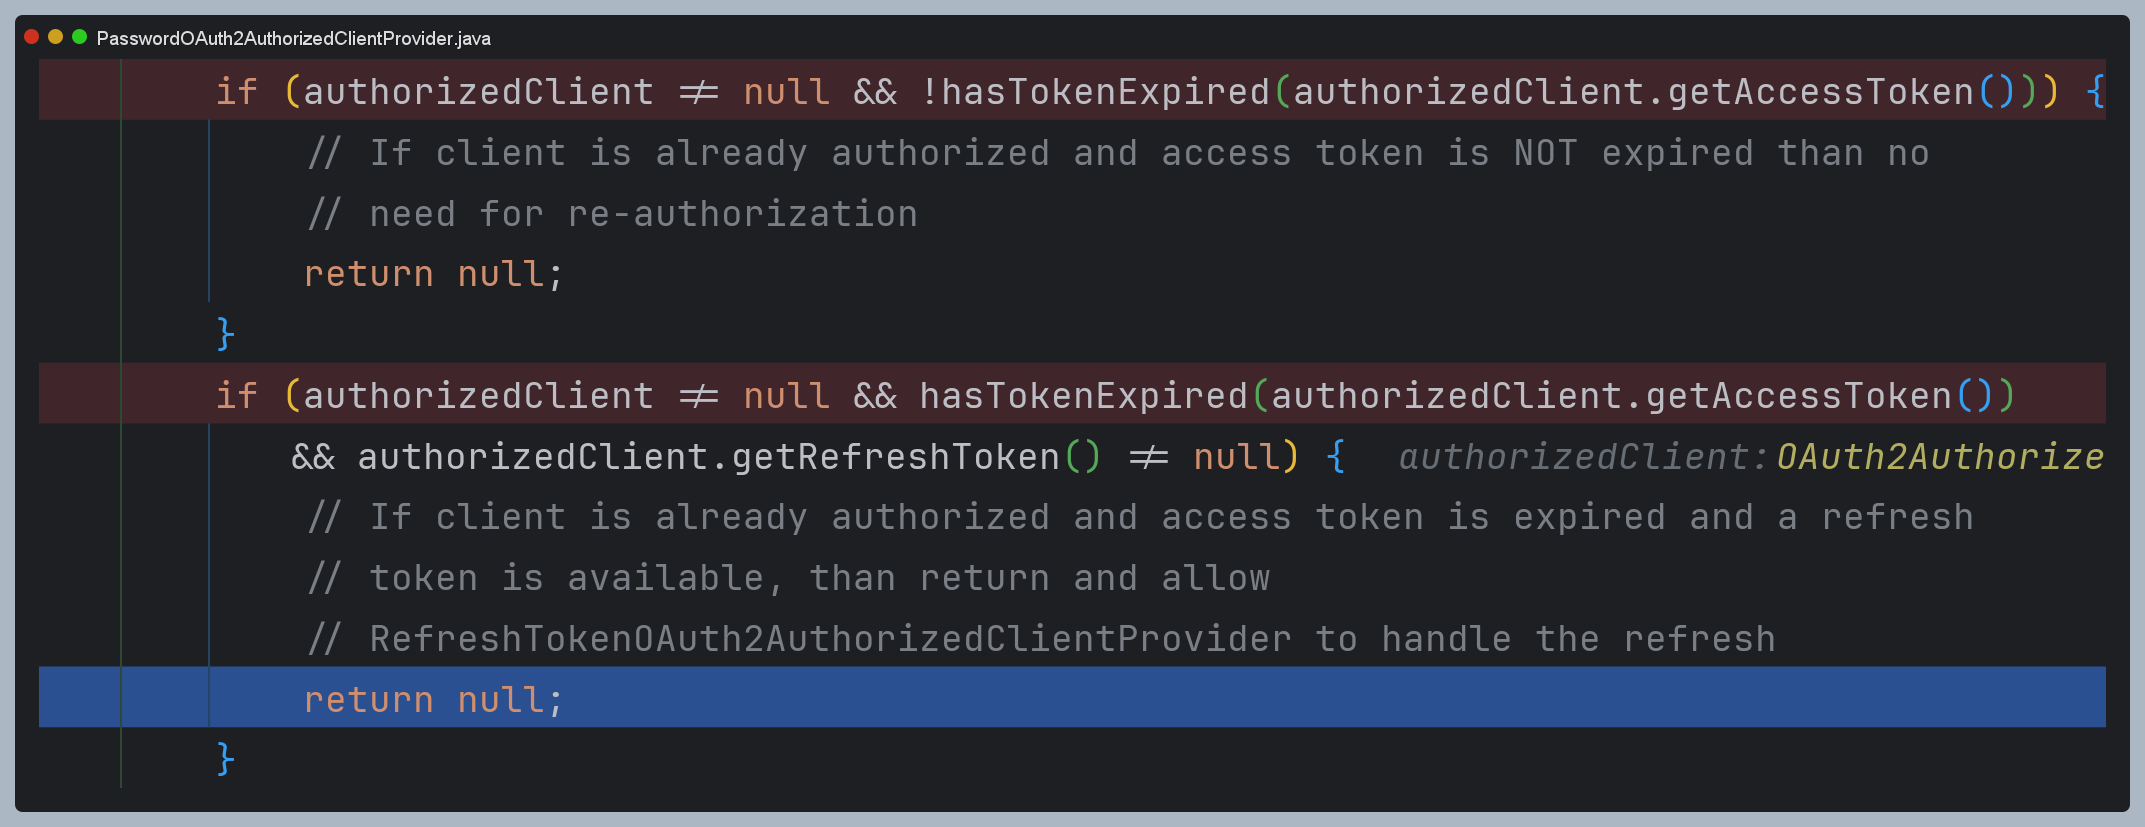 PasswordOAuth2AuthorizedClientProvider.java
if (authorizedClient != null && !hasTokenExpired(authorizedClient.getAccessToken())) {
// If client is already authorized and access token is NOT expired than no
// need for re-authorization
return null;
}
if (authorizedClient != null && hasTokenExpired(authorizedClient.getAccessToken())
&& authorizedClient.getRefreshToken() != null) { authorizedClient: OAuth2Authorize
// If client is already authorized and access token is expired and a refresh
// token is available, than return and allow
// RefreshTokenOAuth2AuthorizedClientProvider to handle the refresh
return null;
}